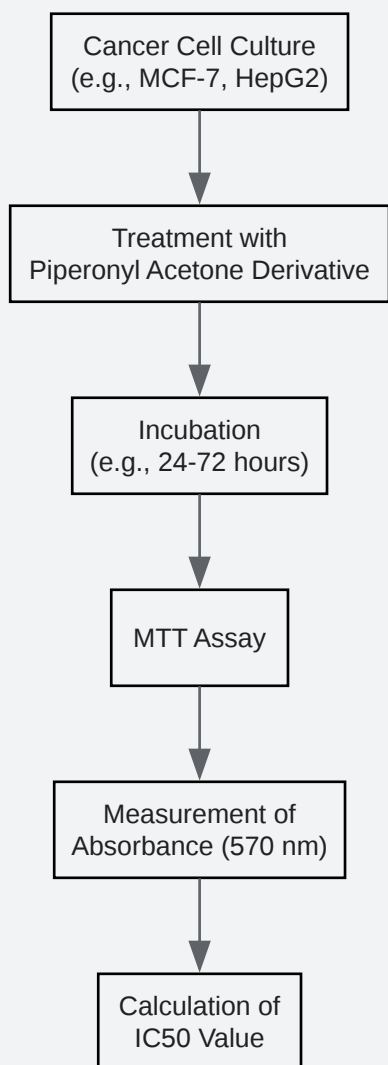 Cancer Cell Culture
(e.g., MCF-7, HepG2)
Treatment with
Piperonyl Acetone Derivative
Incubation
(e.g., 24-72 hours)
MTT Assay
Measurement of
Absorbance (570 nm)
Calculation of
IC50 Value